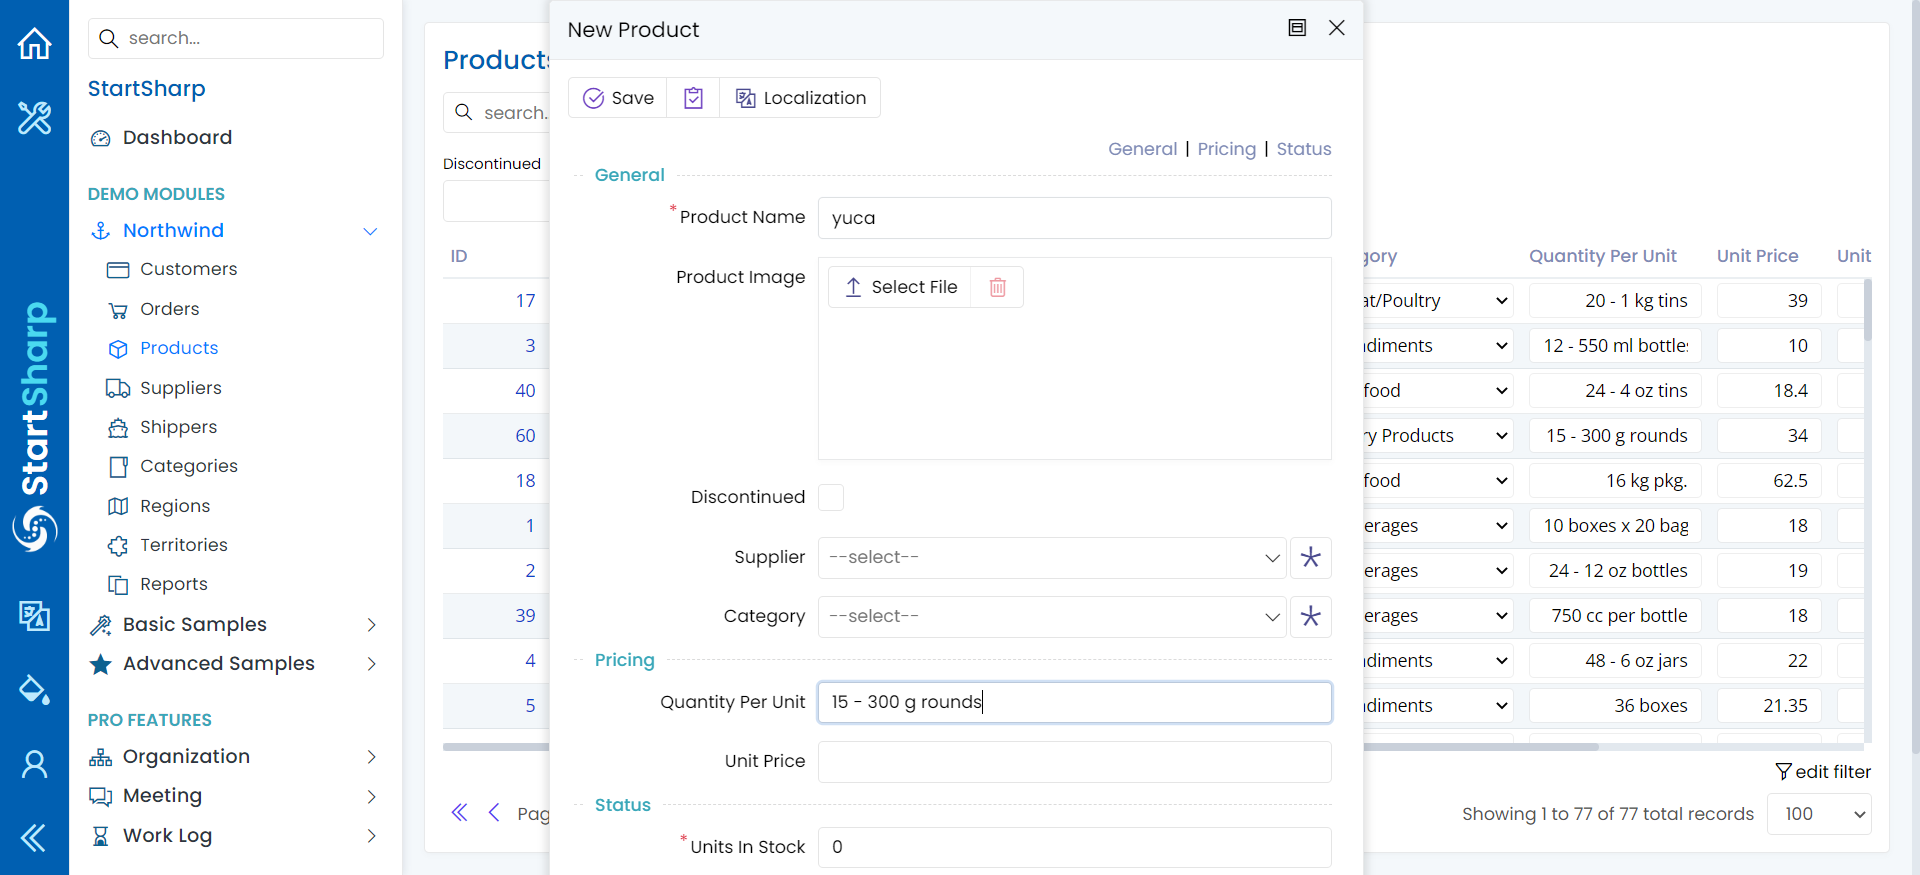 search...
StartSharp
Dashboard
DEMO MODULES
Northwind
Customers
Orders
Products
Suppliers
Shippers
Categories
Regions
Territories
Reports
Basic Samples
Advanced Samples
PRO FEATURES
Organization
Meeting
Work Log
StartSharp
Products
search.
Discontinued
ID
17
3
40
60
18
1
2
39
4
5
Pag
New Product
Save
Localization
General | Pricing | Status
General
* Product Name yuca
Product Image Select File
Discontinued
Supplier --select--
Category --select--
Pricing
Quantity Per Unit 15 - 300 g rounds
Unit Price
Status
* Units In Stock 0
gory Quantity Per Unit Unit Price Unit
at/Poultry 20 - 1 kg tins 39
diments 12 - 550 ml bottles 10
food 24 - 4 oz tins 18.4
ry Products 15 - 300 g rounds 34
food 16 kg pkg. 62.5
erages 10 boxes x 20 bag 18
erages 24 - 12 oz bottles 19
erages 750 cc per bottle 18
diments 48 - 6 oz jars 22
diments 36 boxes 21.35
edit filter
Showing 1 to 77 of 77 total records 100